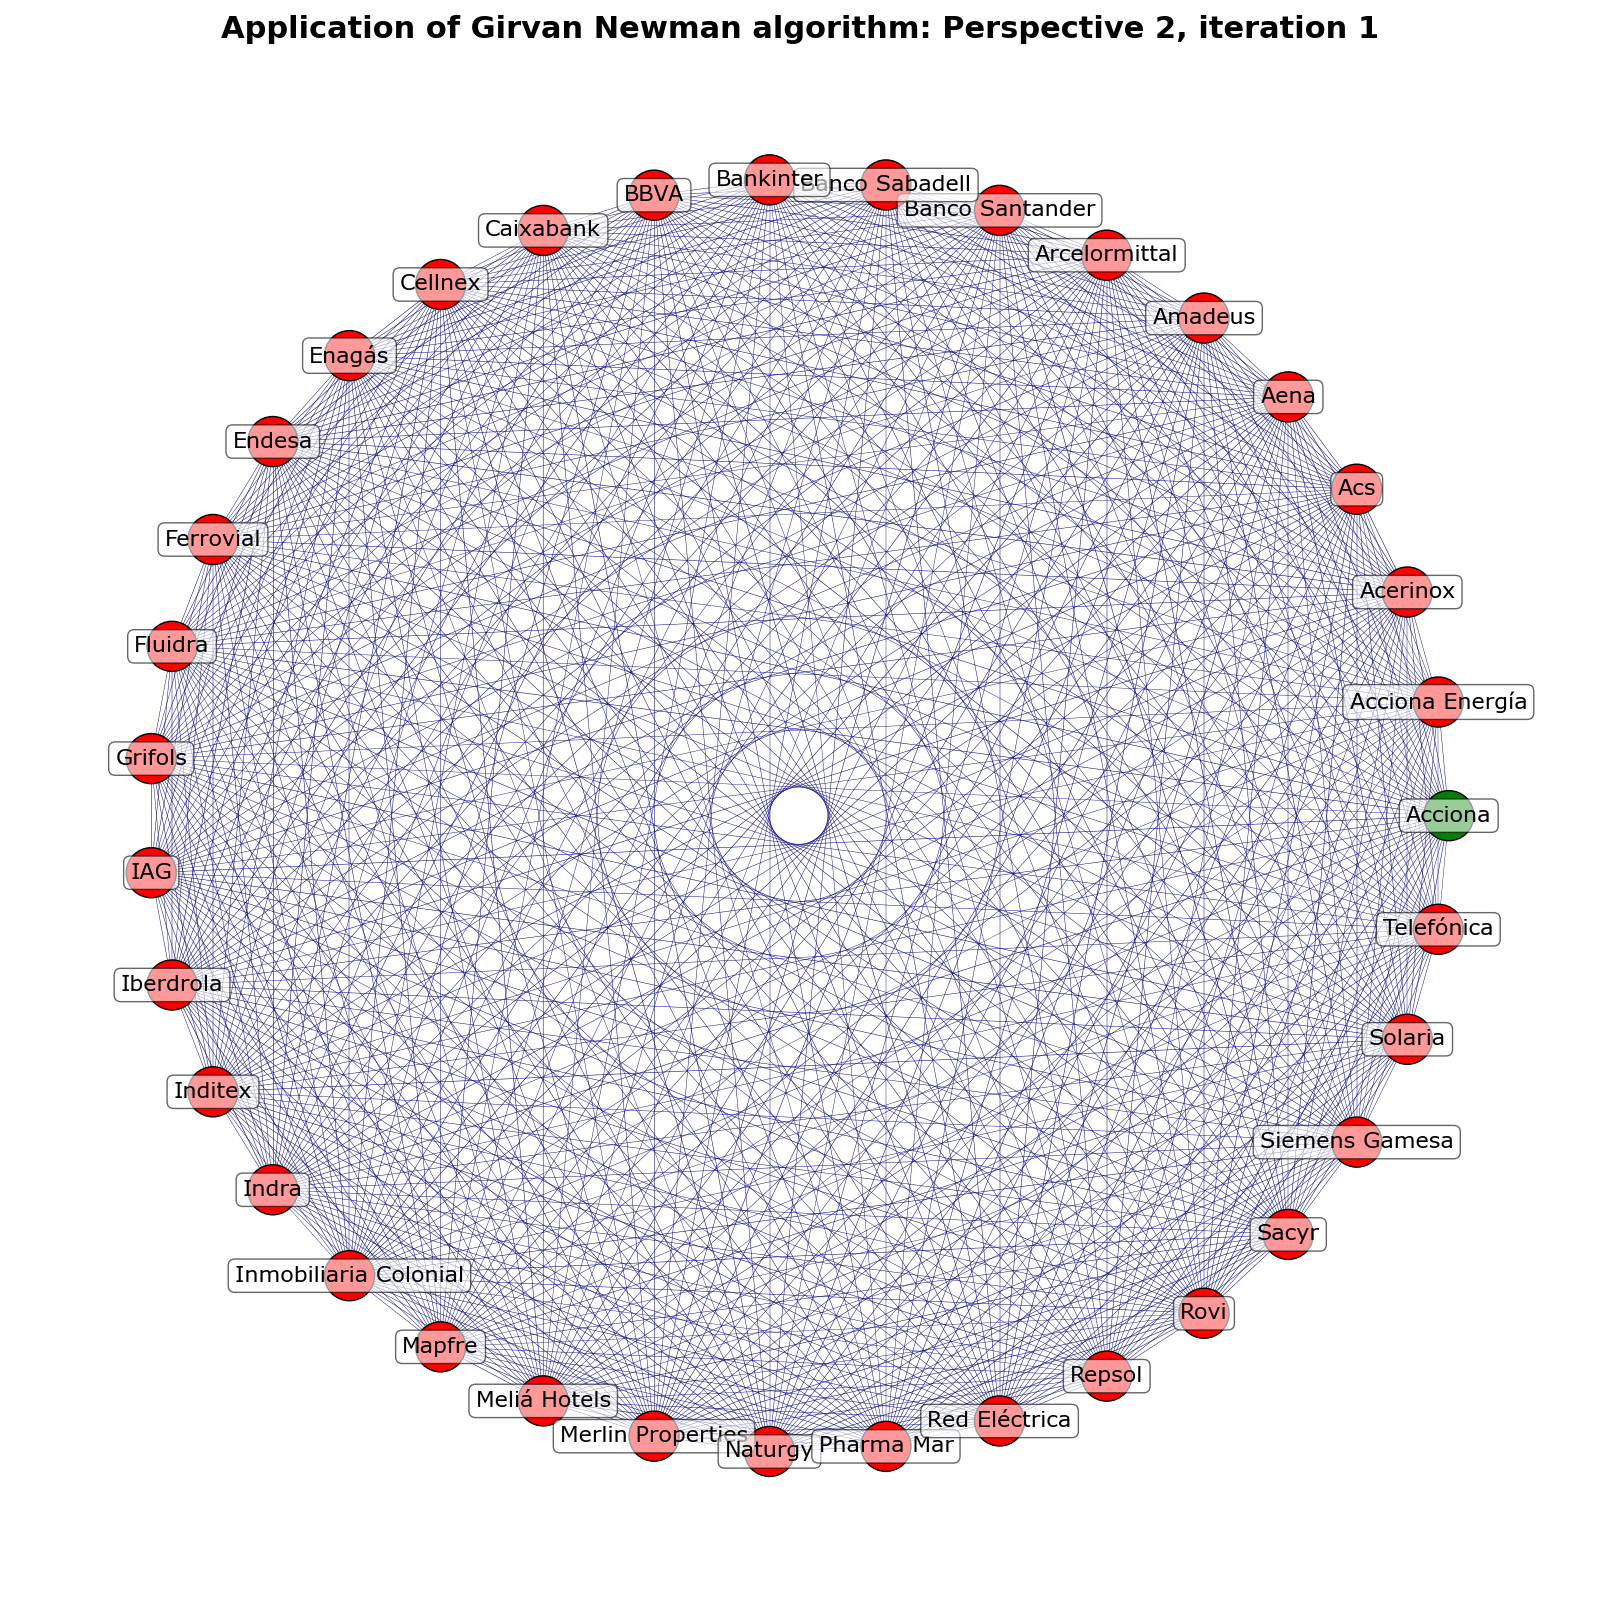 Application of Girvan Newman algorithm: Perspective 2, iteration 1
Bankinter
Banco Sabadell
BBVA
Banco Santander
Caixabank
Arcelormittal
Cellnex
Amadeus
Enagás
Aena
Endesa
Acs
Ferrovial
Acerinox
Fluidra
Acciona Energía
Grifols
Acciona
IAG
Telefónica
Iberdrola
Solaria
Inditex
Siemens Gamesa
Indra
Sacyr
Inmobiliaria Colonial
Rovi
Mapfre
Repsol
Meliá Hotels
Red Eléctrica
Merlin Properties
Naturgy
Pharma Mar